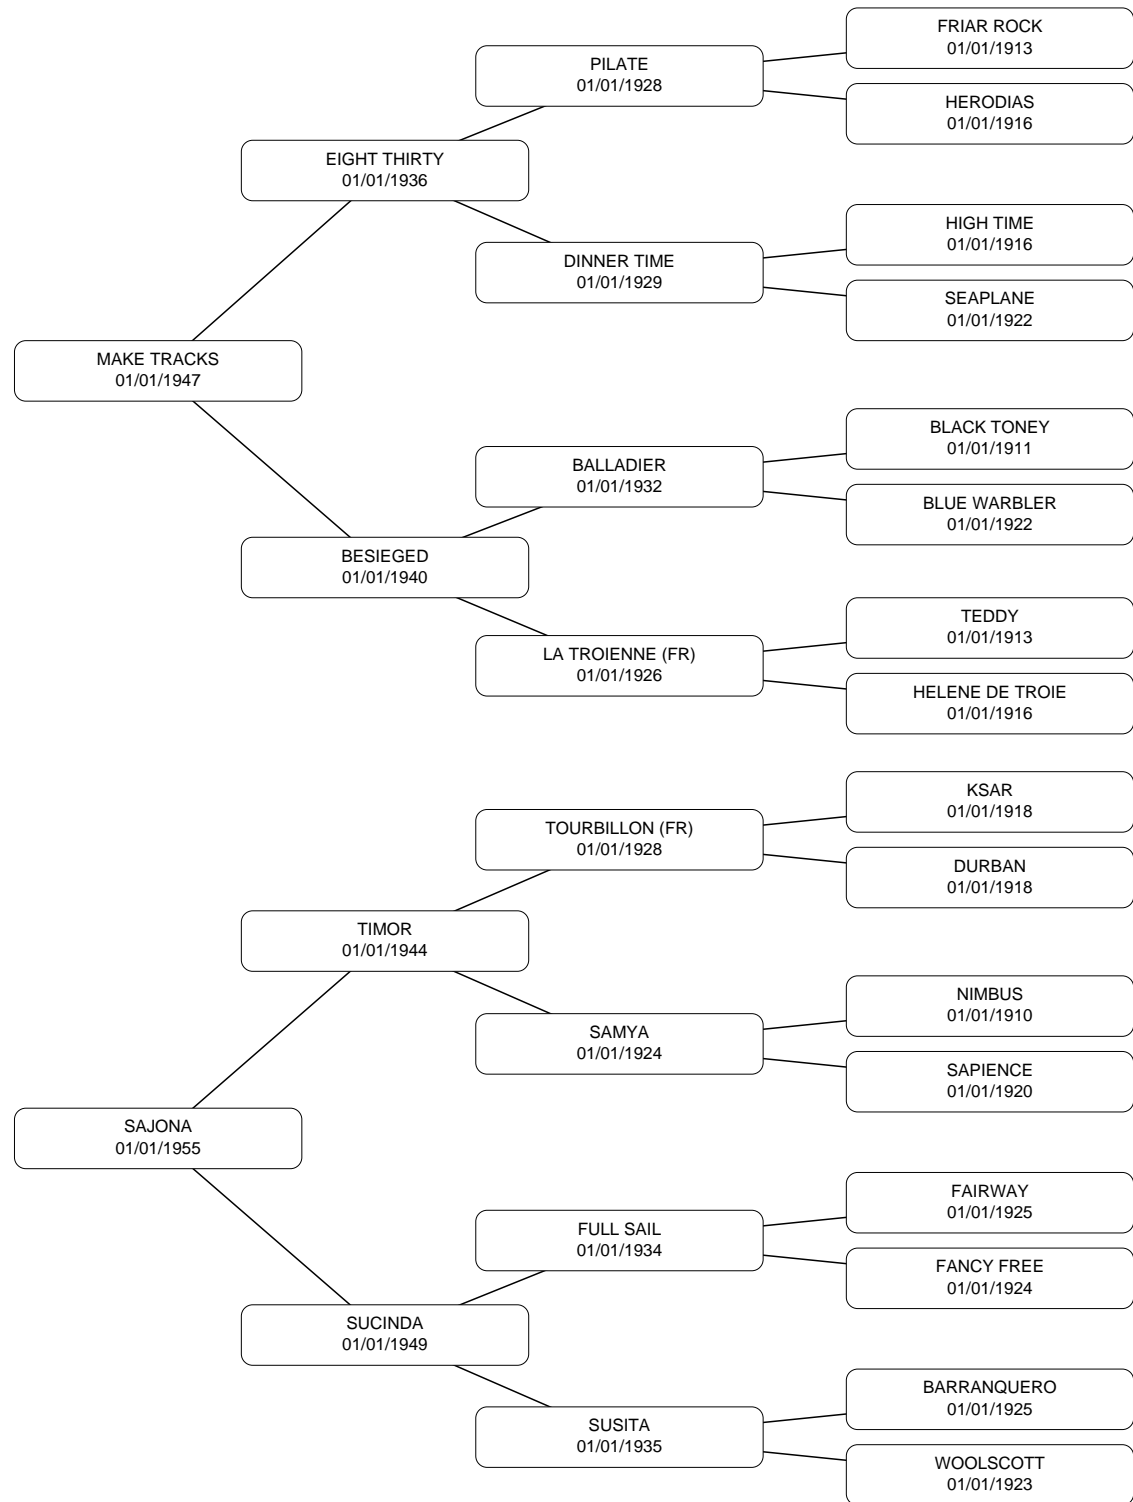 FRIAR ROCK
01/01/1913
PILATE
01/01/1928
HERODIAS
01/01/1916
EIGHT THIRTY
01/01/1936
HIGH TIME
01/01/1916
DINNER TIME
01/01/1929
SEAPLANE
01/01/1922
MAKE TRACKS
01/01/1947
BLACK TONEY
01/01/1911
BALLADIER
01/01/1932
BLUE WARBLER
01/01/1922
BESIEGED
01/01/1940
TEDDY
01/01/1913
LA TROIENNE (FR)
01/01/1926
HELENE DE TROIE
01/01/1916
KSAR
01/01/1918
TOURBILLON (FR)
01/01/1928
DURBAN
01/01/1918
TIMOR
01/01/1944
NIMBUS
01/01/1910
SAMYA
01/01/1924
SAPIENCE
01/01/1920
SAJONA
01/01/1955
FAIRWAY
01/01/1925
FULL SAIL
01/01/1934
FANCY FREE
01/01/1924
SUCINDA
01/01/1949
BARRANQUERO
01/01/1925
SUSITA
01/01/1935
WOOLSCOTT
01/01/1923